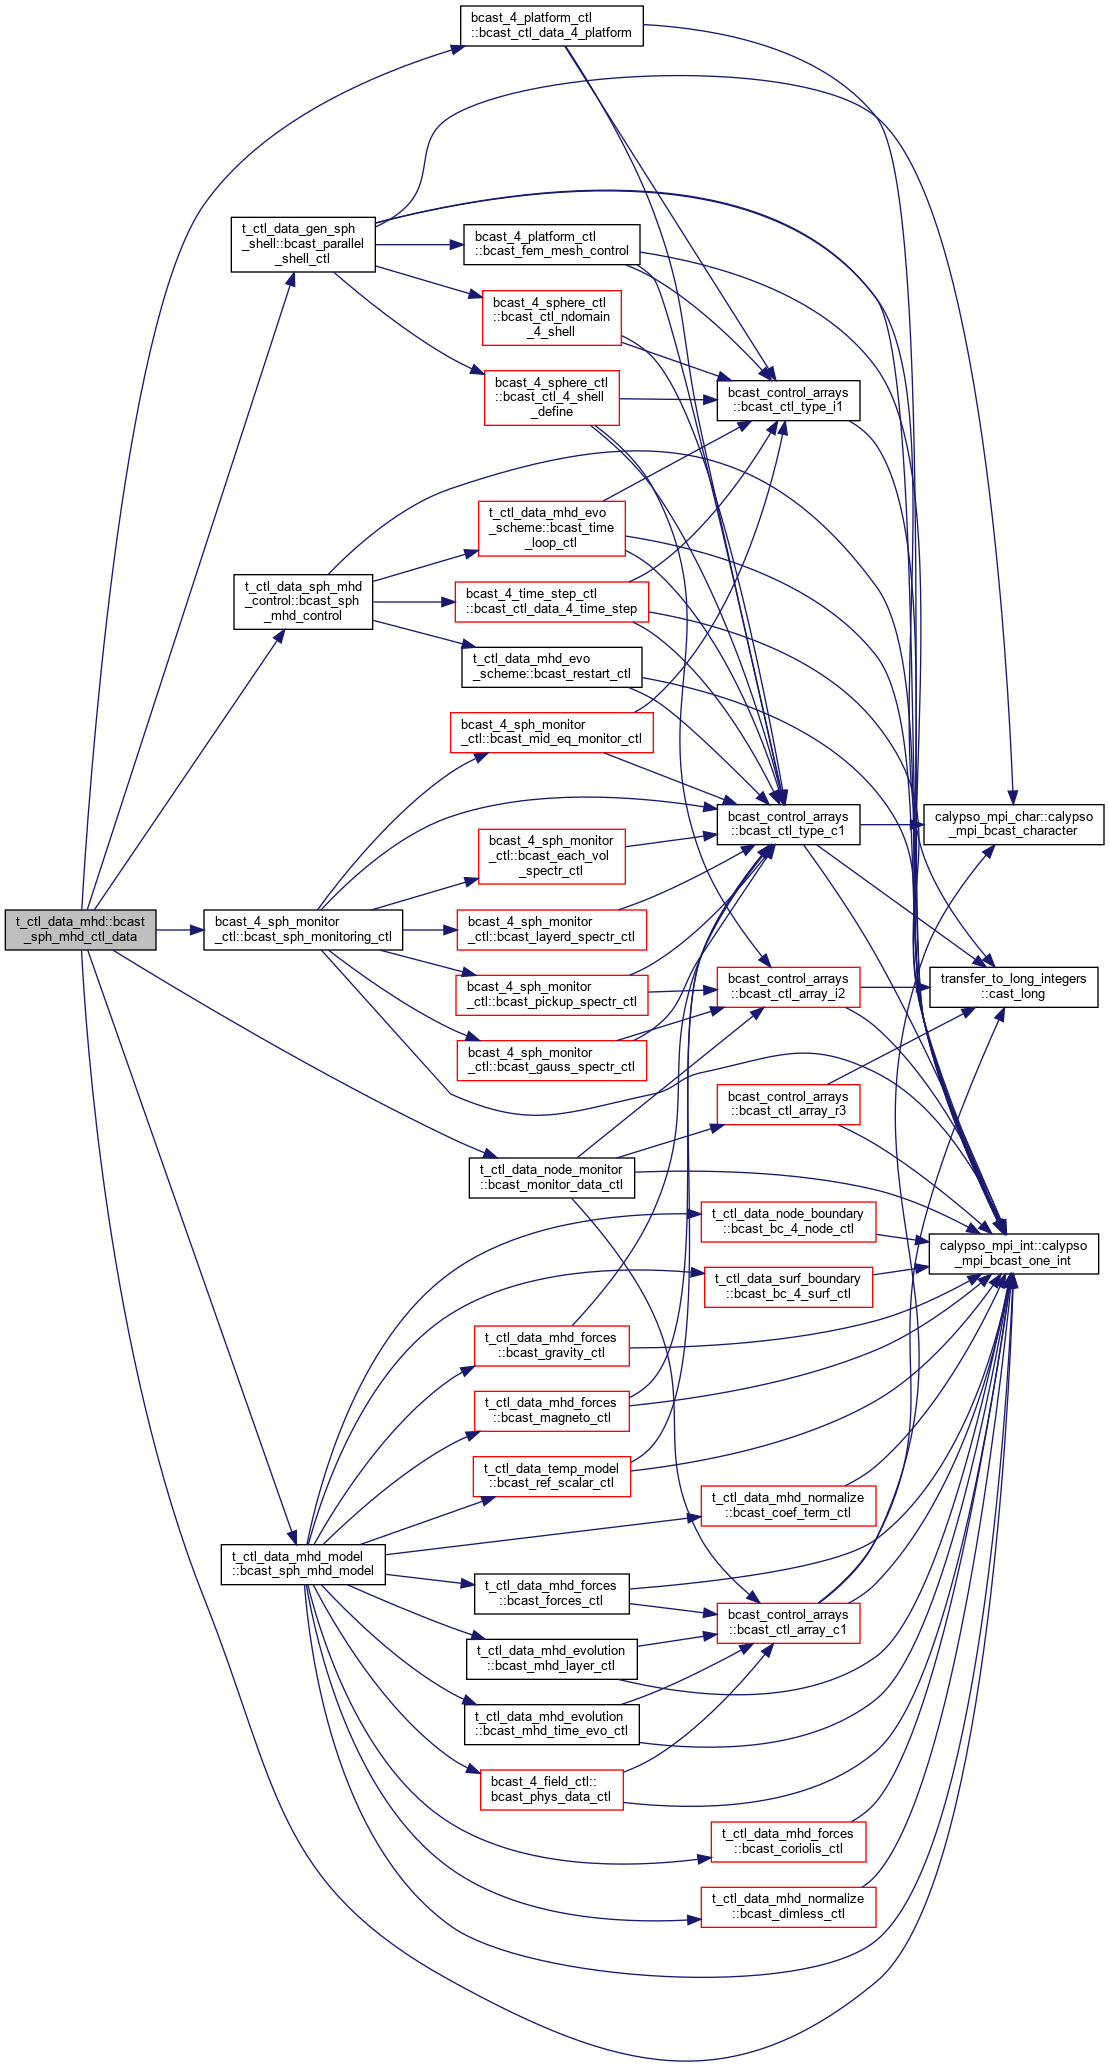 bcast_4_platform_ctl
::bcast_ctl_data_4_platform
t_ctl_data_gen_sph
_shell::bcast_parallel
_shell_ctl
bcast_4_platform_ctl
::bcast_fem_mesh_control
bcast_4_sphere_ctl
::bcast_ctl_ndomain
_4_shell
bcast_4_sphere_ctl
::bcast_ctl_4_shell
_define
bcast_control_arrays
::bcast_ctl_type_i1
t_ctl_data_mhd_evo
_scheme::bcast_time
_loop_ctl
t_ctl_data_sph_mhd
_control::bcast_sph
_mhd_control
bcast_4_time_step_ctl
::bcast_ctl_data_4_time_step
t_ctl_data_mhd_evo
_scheme::bcast_restart_ctl
bcast_4_sph_monitor
_ctl::bcast_mid_eq_monitor_ctl
bcast_control_arrays
::bcast_ctl_type_c1
calypso_mpi_char::calypso
_mpi_bcast_character
bcast_4_sph_monitor
_ctl::bcast_each_vol
_spectr_ctl
t_ctl_data_mhd::bcast
_sph_mhd_ctl_data
bcast_4_sph_monitor
_ctl::bcast_sph_monitoring_ctl
bcast_4_sph_monitor
_ctl::bcast_layerd_spectr_ctl
bcast_4_sph_monitor
_ctl::bcast_pickup_spectr_ctl
bcast_control_arrays
::bcast_ctl_array_i2
transfer_to_long_integers
::cast_long
bcast_4_sph_monitor
_ctl::bcast_gauss_spectr_ctl
bcast_control_arrays
::bcast_ctl_array_r3
t_ctl_data_node_monitor
::bcast_monitor_data_ctl
t_ctl_data_node_boundary
::bcast_bc_4_node_ctl
calypso_mpi_int::calypso
_mpi_bcast_one_int
t_ctl_data_surf_boundary
::bcast_bc_4_surf_ctl
t_ctl_data_mhd_forces
::bcast_gravity_ctl
t_ctl_data_mhd_forces
::bcast_magneto_ctl
t_ctl_data_temp_model
::bcast_ref_scalar_ctl
t_ctl_data_mhd_normalize
::bcast_coef_term_ctl
t_ctl_data_mhd_model
::bcast_sph_mhd_model
t_ctl_data_mhd_forces
::bcast_forces_ctl
bcast_control_arrays
::bcast_ctl_array_c1
t_ctl_data_mhd_evolution
::bcast_mhd_layer_ctl
t_ctl_data_mhd_evolution
::bcast_mhd_time_evo_ctl
bcast_4_field_ctl::
bcast_phys_data_ctl
t_ctl_data_mhd_forces
::bcast_coriolis_ctl
t_ctl_data_mhd_normalize
::bcast_dimless_ctl